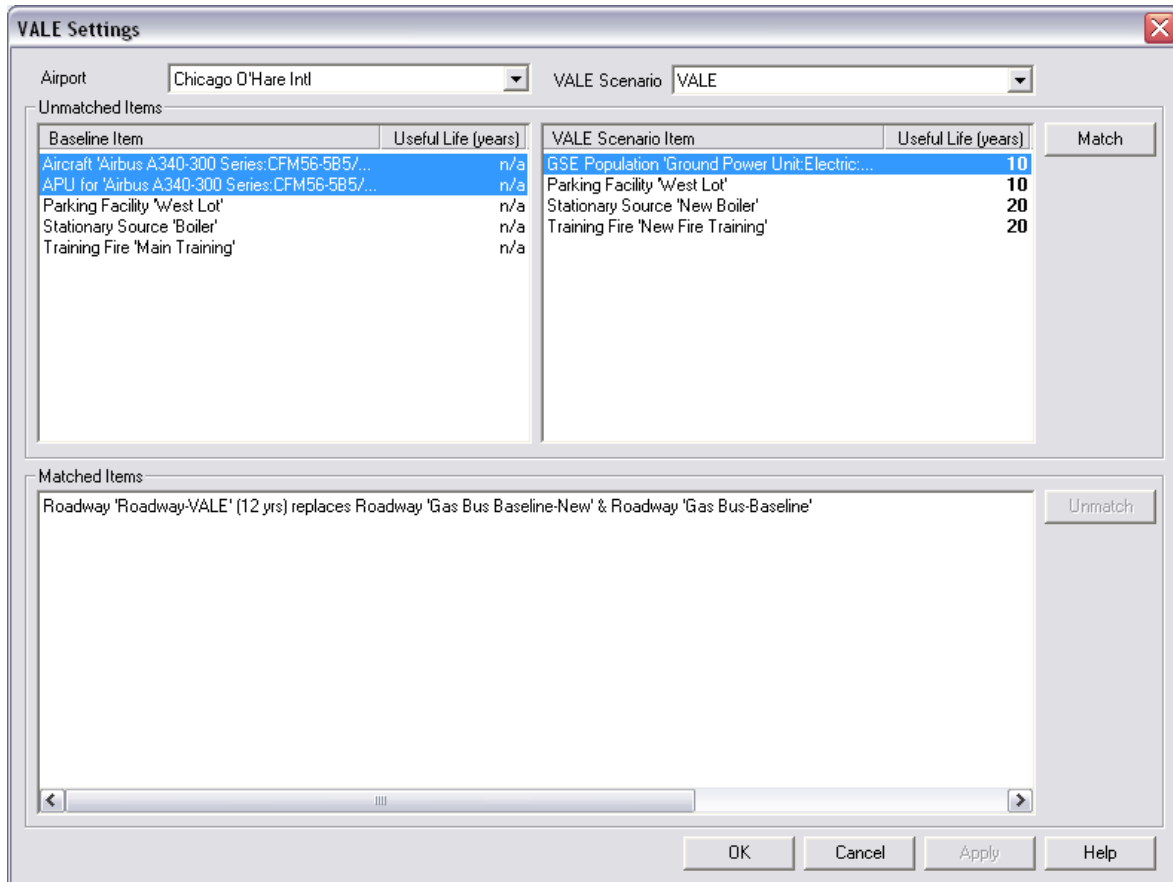 VALE Settings
Airport Chicago O'Hare Intl VALE Scenario VALE
Unmatched Items
Baseline Item Useful Life (years) VALE Scenario Item Useful Life (years) Match
Aircraft 'Airbus A340-300 Series:CFM56-5B5/... n/a GSE Population 'Ground Power Unit:Electric:... 10
APU for 'Airbus A340-300 Series:CFM56-5B5/... n/a Parking Facility 'West Lot' 10
Parking Facility 'West Lot' n/a Stationary Source 'New Boiler' 20
Stationary Source 'Boiler' n/a Training Fire 'New Fire Training' 20
Training Fire 'Main Training' n/a
Matched Items
Roadway 'Roadway-VALE' (12 yrs) replaces Roadway 'Gas Bus Baseline-New' & Roadway 'Gas Bus-Baseline' Unmatch
OK Cancel Apply Help